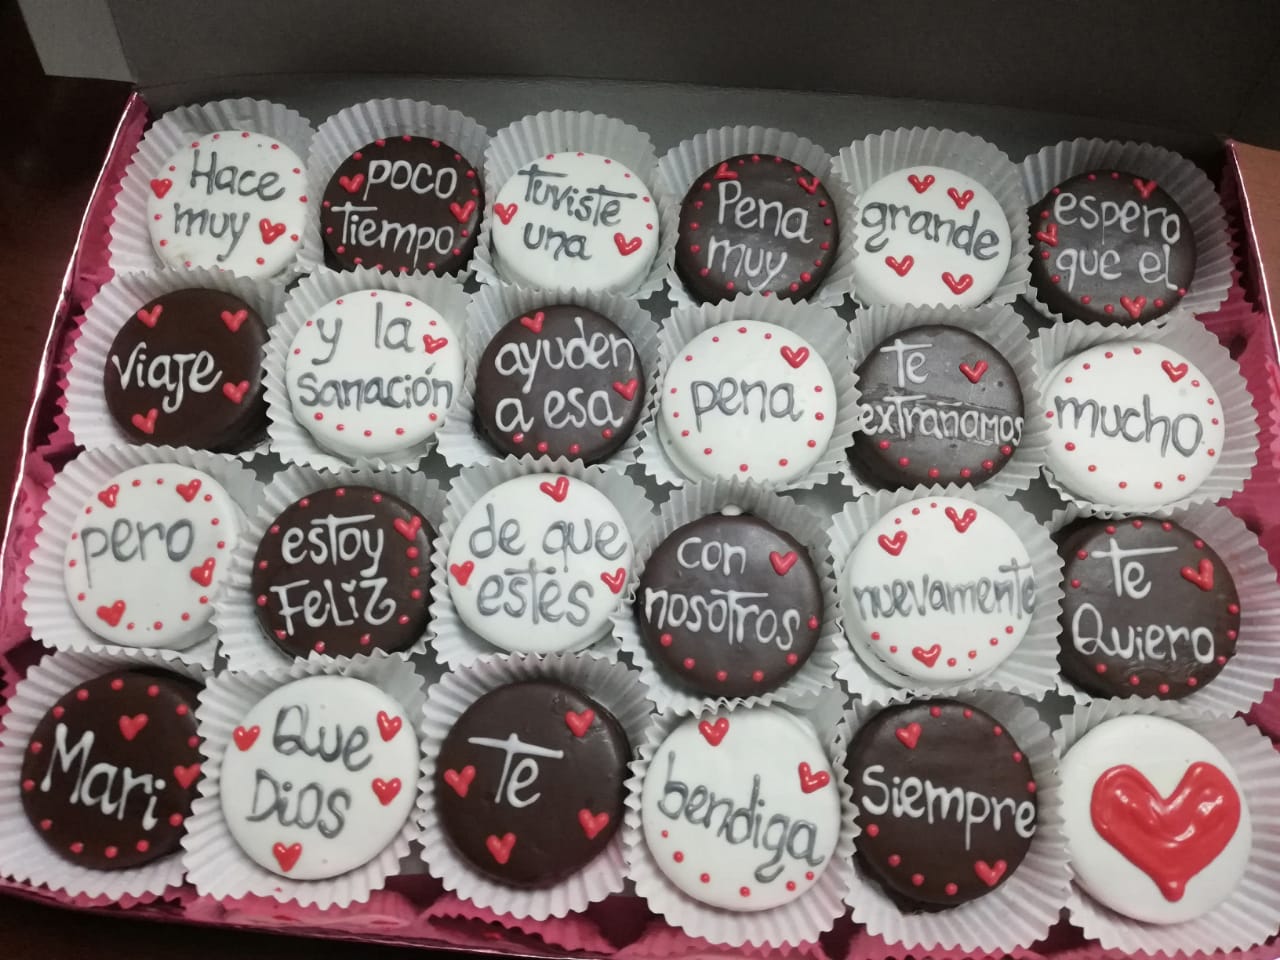 Hace
muy
poco
Tiempo
Tuviste
una
Pena
muy
grande
espero
que el
viaje
y la
sanación
ayuden
a esa
pena
Te
extrañamos
mucho
pero
estoy
Feliz
de que
estés
con
nosotros
nuevamente
Te
Quiero
Mari
Que
Dios
Te
bendiga
Siempre